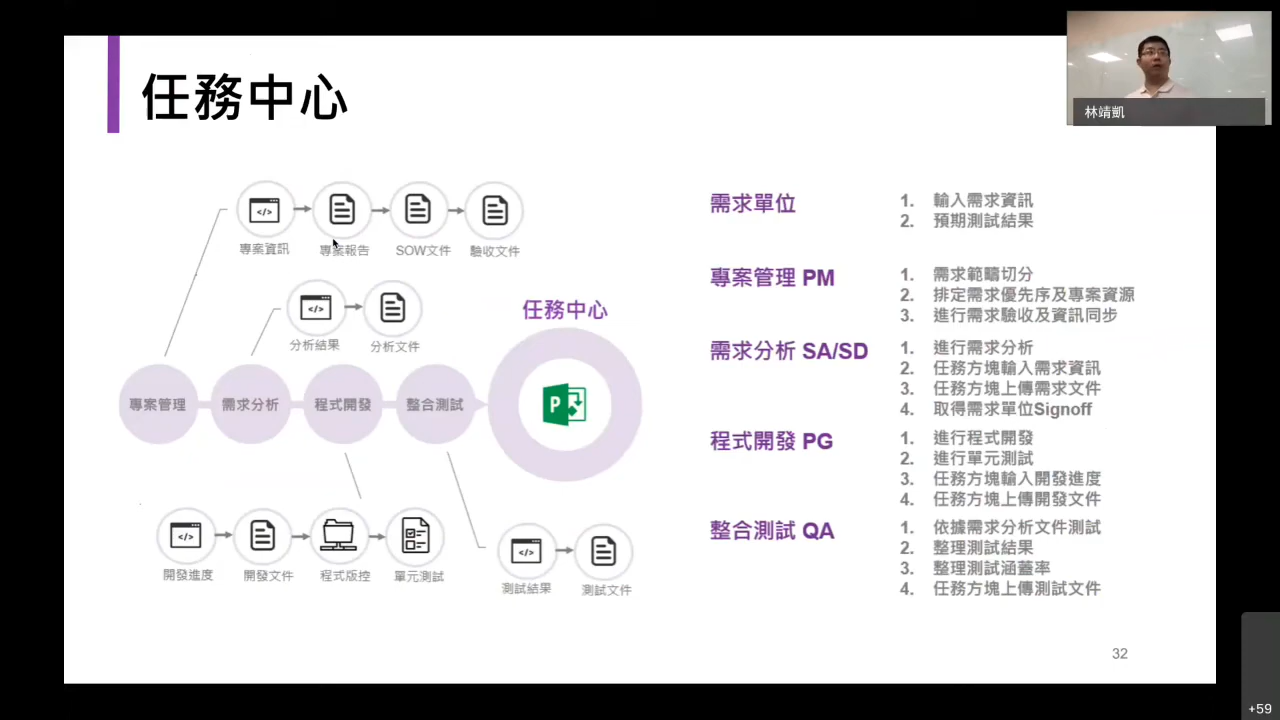 任務中心
林靖凱
專案資訊
專案報告
SOW文件
驗收文件
分析結果
分析文件
任務中心
專案管理
需求分析
程式開發
整合測試
P
開發進度
開發文件
程式版控
單元測試
測試結果
測試文件
需求單位
1. 輸入需求資訊
2. 預期測試結果
專案管理 PM
1. 需求範疇切分
2. 排定需求優先序及專案資源
3. 進行需求驗收及資訊同步
需求分析 SA/SD
1. 進行需求分析
2. 任務方塊輸入需求資訊
3. 任務方塊上傳需求文件
4. 取得需求單位Signoff
程式開發 PG
1. 進行程式開發
2. 進行單元測試
3. 任務方塊輸入開發進度
4. 任務方塊上傳開發文件
整合測試 QA
1. 依據需求分析文件測試
2. 整理測試結果
3. 整理測試涵蓋率
4. 任務方塊上傳測試文件
32
+59